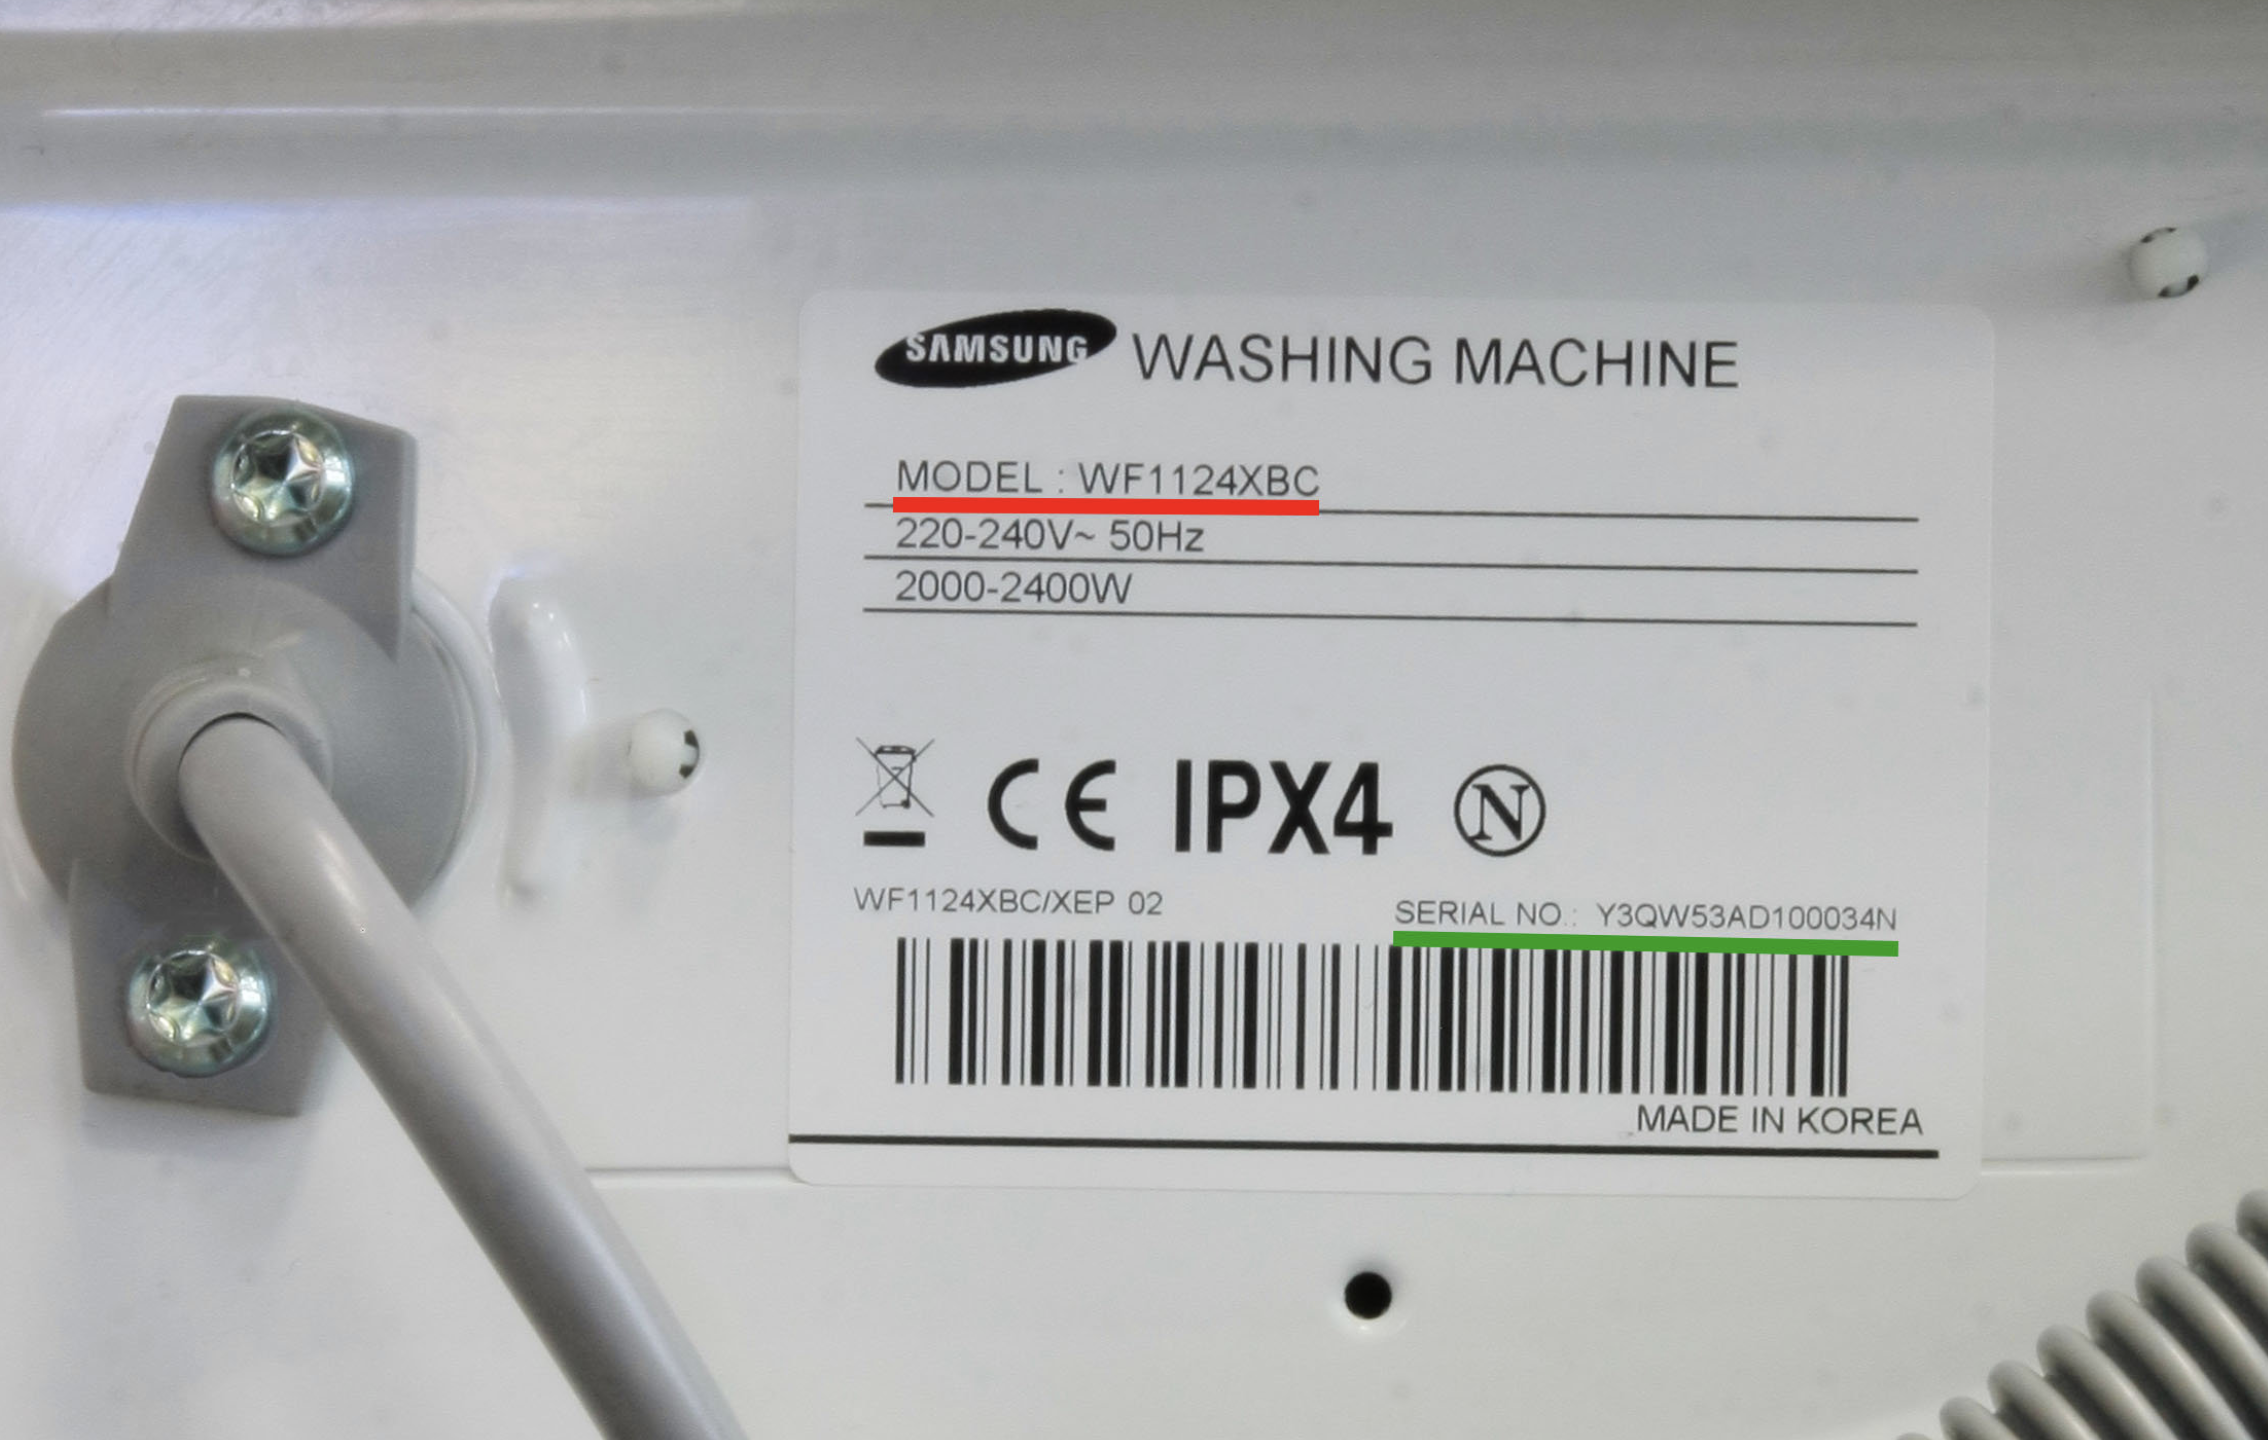 SAMSUNG WASHING MACHINE
MODEL : WF1124XBC
220-240V~ 50Hz
2000-2400W
CE IPX4 N
WF1124XBC/XEP 02
SERIAL NO.: Y3QW53AD100034N
MADE IN KOREA